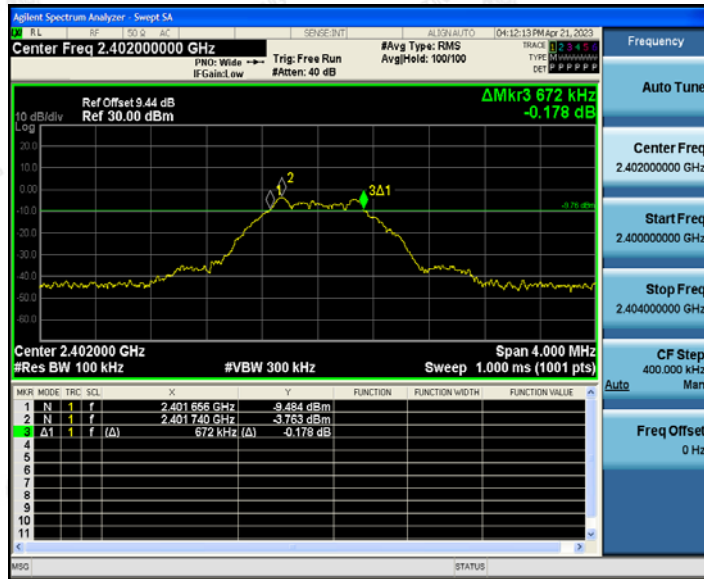 Agilent Spectrum Analyzer - Swept SA
RL RF 50 Ω AC SENSE:INT ALIGNAUTO 04:12:13 PM Apr 21, 2023
Center Freq 2.402000000 GHz
PNO: Wide
IFGain:Low
Trig: Free Run
#Atten: 40 dB
#Avg Type: RMS
Avg|Hold: 100/100
TRACE 1 2 3 4 5 6
TYPE M
DET P P P P P P
Ref Offset 9.44 dB
10 dB/div Ref 30.00 dBm
Log
ΔMkr3 672 kHz
-0.178 dB
20.0
10.0
0.00
-10.0
-20.0
-30.0
-40.0
-50.0
-60.0
1
2
3Δ1
-9.76 dBm
Center 2.402000 GHz Span 4.000 MHz
#Res BW 100 kHz #VBW 300 kHz Sweep 1.000 ms (1001 pts)
MKR MODE TRC SCL X Y FUNCTION FUNCTION WIDTH FUNCTION VALUE
1 N 1 f 2.401 656 GHz -9.484 dBm
2 N 1 f 2.401 740 GHz -3.763 dBm
3 Δ1 1 f (Δ) 672 kHz (Δ) -0.178 dB
4
5
6
7
8
9
10
11
MSG STATUS
Frequency
Auto Tune
Center Freq
2.402000000 GHz
Start Freq
2.400000000 GHz
Stop Freq
2.404000000 GHz
CF Step
400.000 kHz
Auto Man
Freq Offset
0 Hz